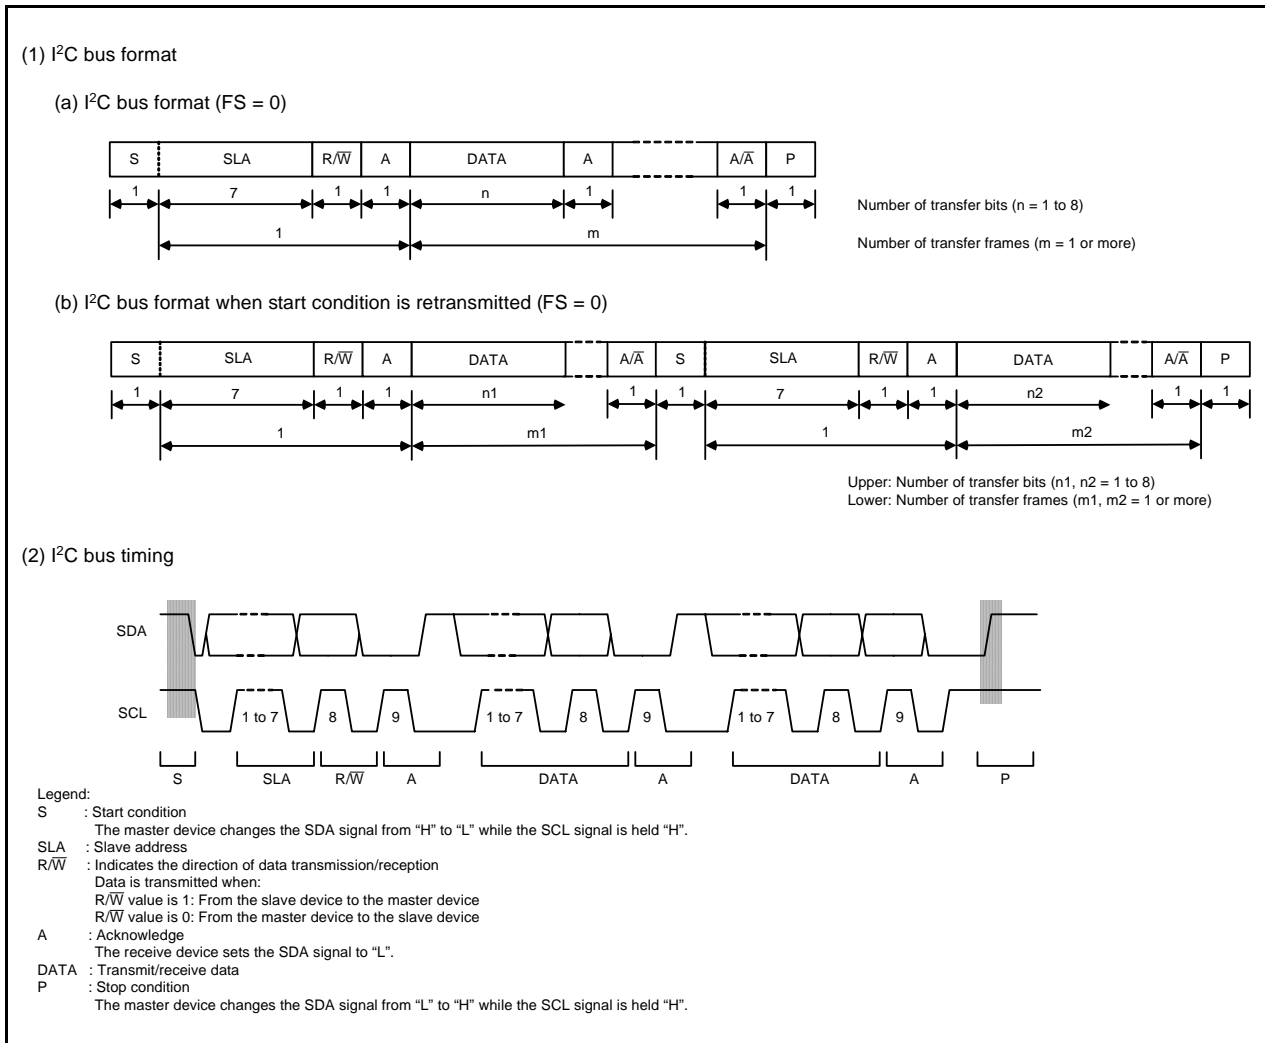 (1) I²C bus format
(a) I²C bus format (FS = 0)
S SLA R/W̅ A DATA A A/A̅ P
1 7 1 1 n 1 1 1
Number of transfer bits (n = 1 to 8)
1 m
Number of transfer frames (m = 1 or more)
(b) I²C bus format when start condition is retransmitted (FS = 0)
S SLA R/W̅ A DATA A/A̅ S SLA R/W̅ A DATA A/A̅ P
1 7 1 1 n1 1 1 7 1 1 n2 1 1
1 m1 1 m2
Upper: Number of transfer bits (n1, n2 = 1 to 8)
Lower: Number of transfer frames (m1, m2 = 1 or more)
(2) I²C bus timing
SDA
SCL 1 to 7 8 9 1 to 7 8 9 1 to 7 8 9
S SLA R/W̅ A DATA A DATA A P
Legend:
S : Start condition
The master device changes the SDA signal from “H” to “L” while the SCL signal is held “H”.
SLA : Slave address
R/W̅ : Indicates the direction of data transmission/reception
Data is transmitted when:
R/W̅ value is 1: From the slave device to the master device
R/W̅ value is 0: From the master device to the slave device
A : Acknowledge
The receive device sets the SDA signal to “L”.
DATA : Transmit/receive data
P : Stop condition
The master device changes the SDA signal from “L” to “H” while the SCL signal is held “H”.